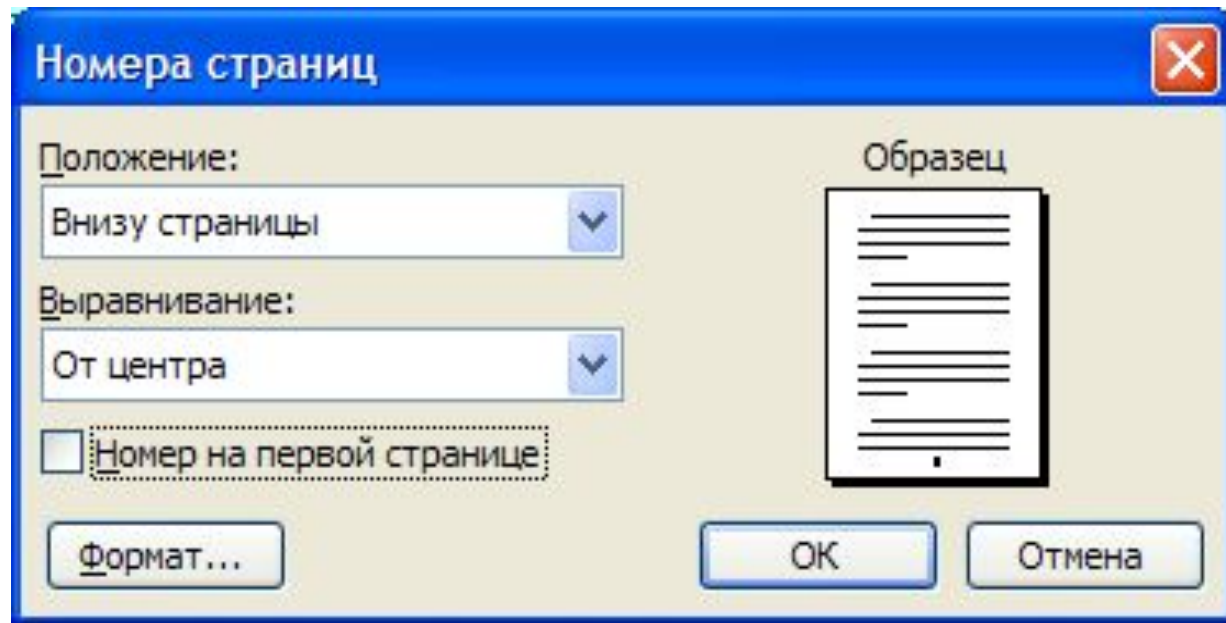 Номера страниц
Положение:
Внизу страницы
Выравнивание:
От центра
Номер на первой странице
Формат...
Образец
ОК
Отмена